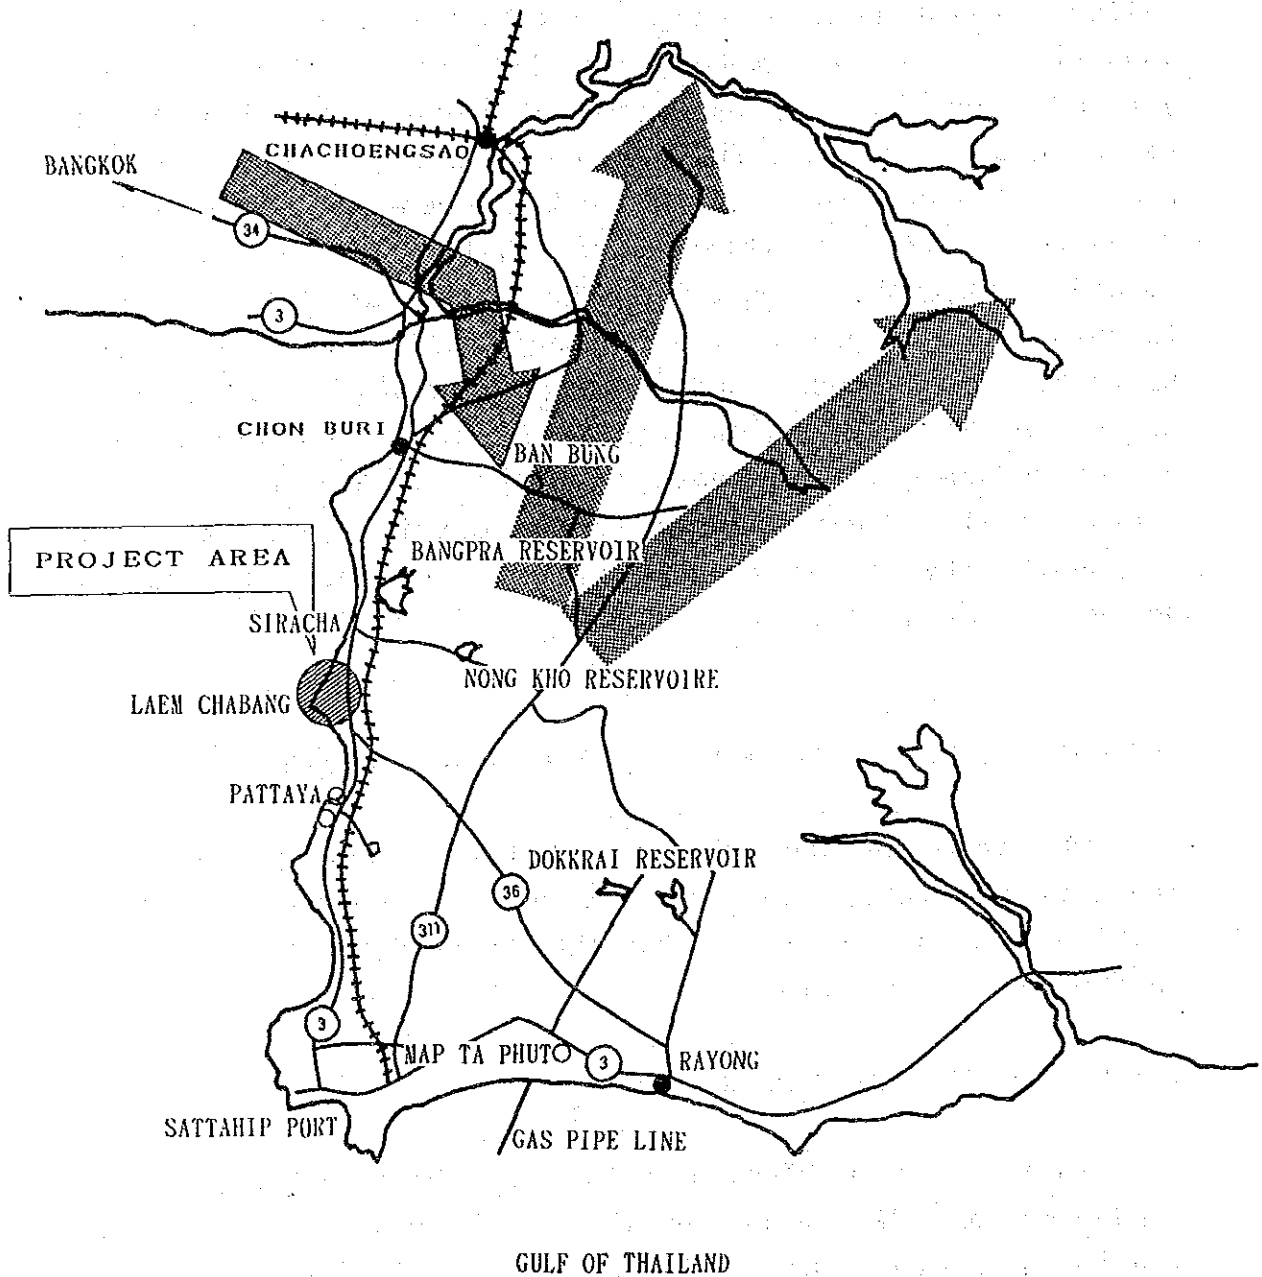 CHACHOENGSAO
BANGKOK
34
3
CHON BURI
BAN BUNG
PROJECT AREA
BANGPRA RESERVOIR
SIRACHA
NONG KHO RESERVOIRE
LAEM CHABANG
PATTAYA
DOKKRAI RESERVOIR
36
311
3
MAP TA PHUT
3
RAYONG
SATTAHIP PORT
GAS PIPE LINE
GULF OF THAILAND